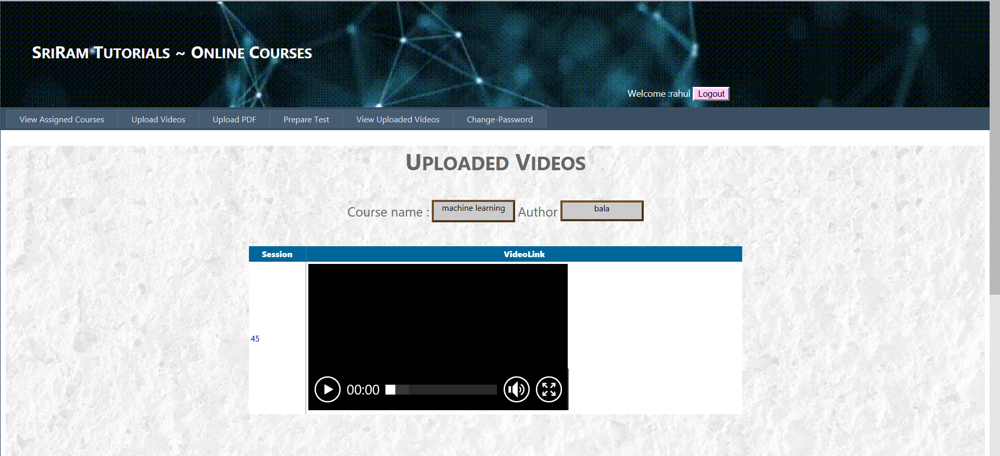 SriRam Tutorials ~ Online Courses
Welcome :rahul Logout
View Assigned Courses Upload Videos Upload PDF Prepare Test View Uploaded Videos Change-Password
Uploaded Videos
Course name : machine learning Author bala
Session VideoLink
45
00:00